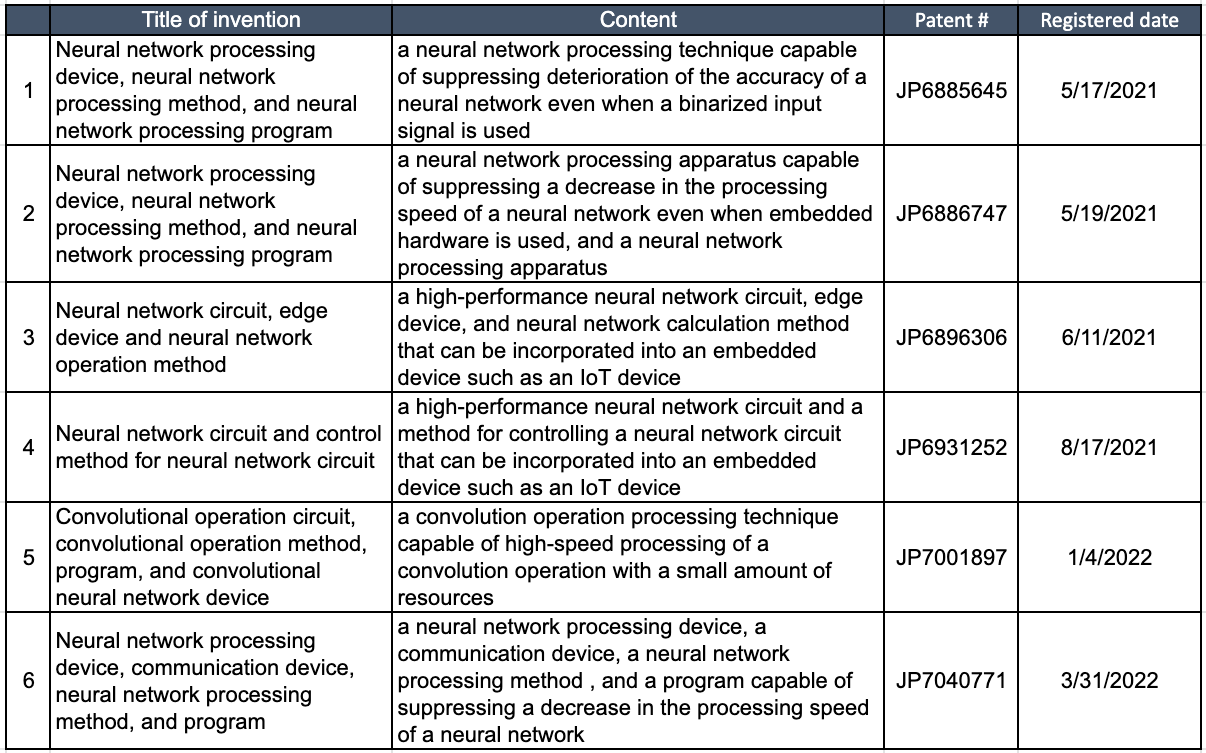 Title of invention Content Patent # Registered date
1
Neural network processing
device, neural network
processing method, and neural
network processing program
a neural network processing technique capable
of suppressing deterioration of the accuracy of a
neural network even when a binarized input
signal is used
JP6885645
5/17/2021
2
Neural network processing
device, neural network
processing method, and neural
network processing program
a neural network processing apparatus capable
of suppressing a decrease in the processing
speed of a neural network even when embedded
hardware is used, and a neural network
processing apparatus
JP6886747
5/19/2021
3
Neural network circuit, edge
device and neural network
operation method
a high-performance neural network circuit, edge
device, and neural network calculation method
that can be incorporated into an embedded
device such as an IoT device
JP6896306
6/11/2021
4
Neural network circuit and control
method for neural network circuit
a high-performance neural network circuit and a
method for controlling a neural network circuit
that can be incorporated into an embedded
device such as an IoT device
JP6931252
8/17/2021
5
Convolutional operation circuit,
convolutional operation method,
program, and convolutional
neural network device
a convolution operation processing technique
capable of high-speed processing of a
convolution operation with a small amount of
resources
JP7001897
1/4/2022
6
Neural network processing
device, communication device,
neural network processing
method, and program
a neural network processing device, a
communication device, a neural network
processing method , and a program capable of
suppressing a decrease in the processing speed
of a neural network
JP7040771
3/31/2022